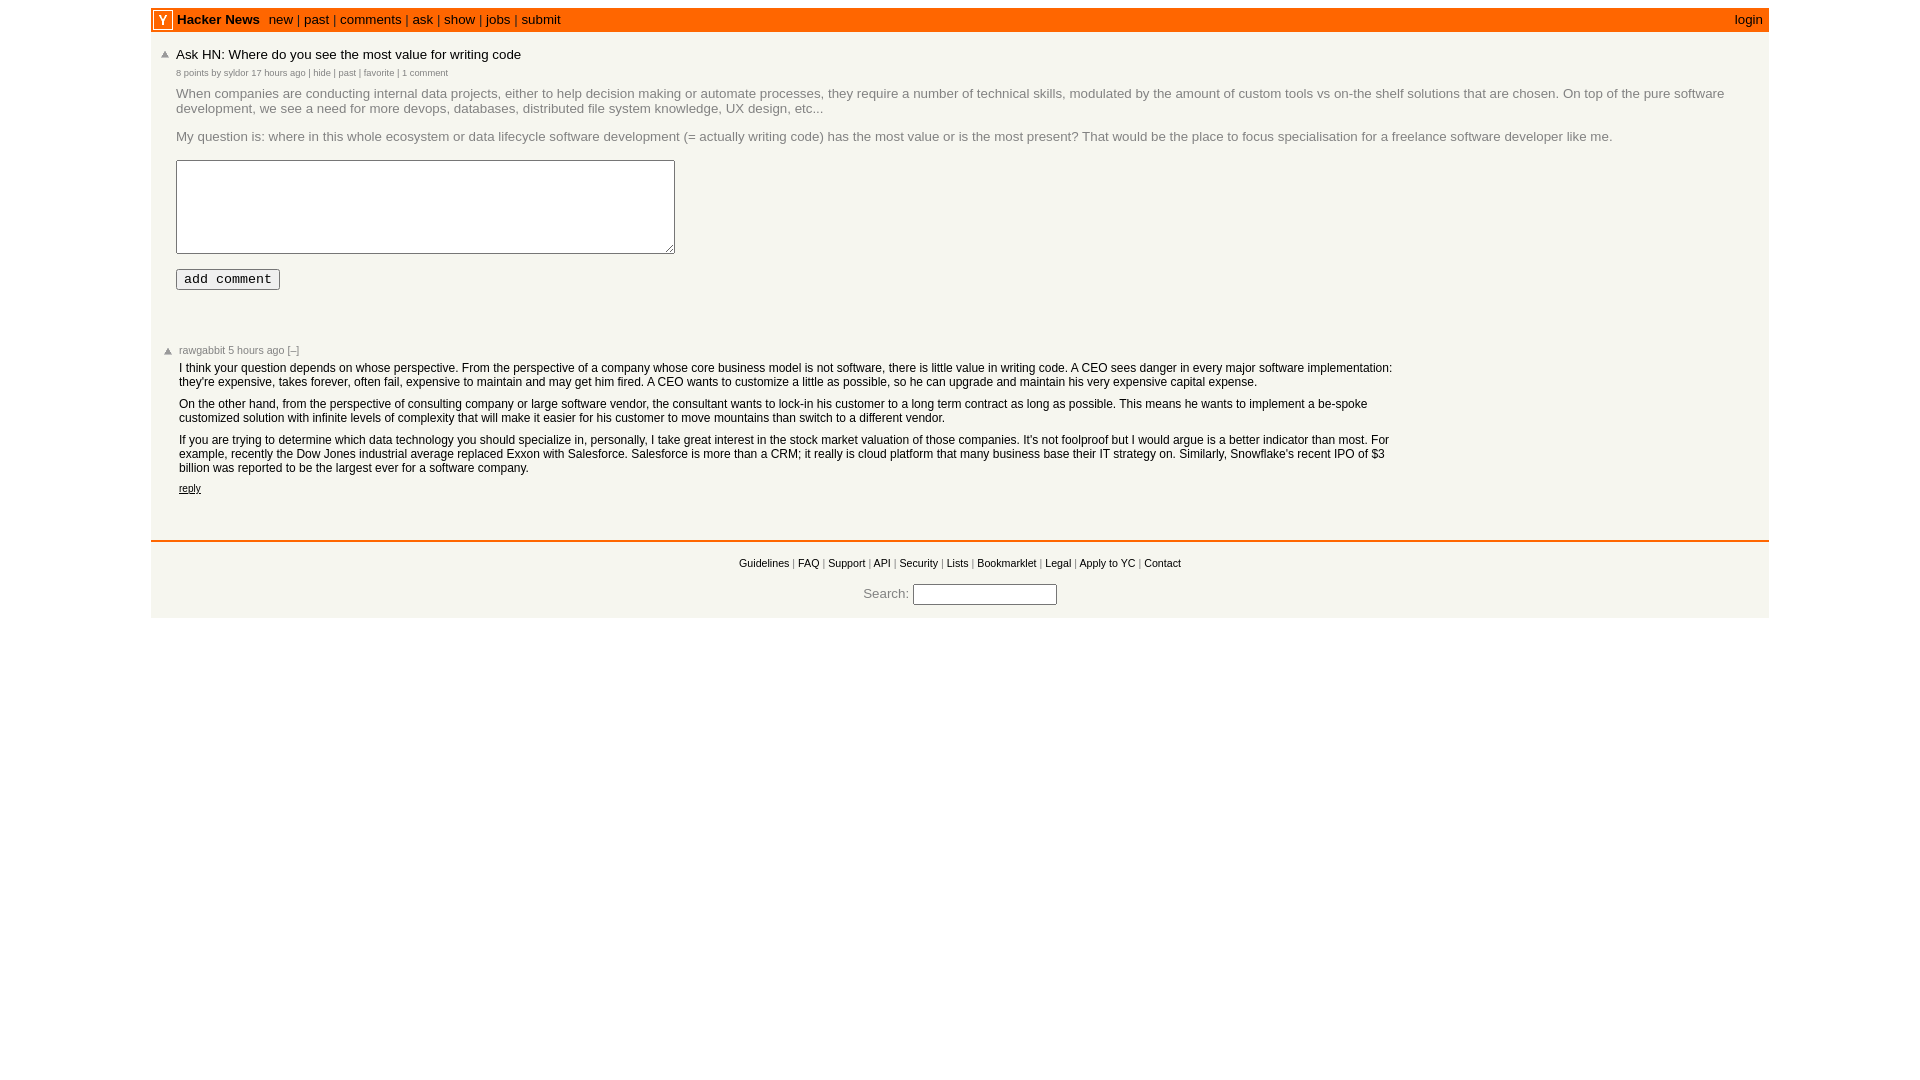 Y Hacker News new | past | comments | ask | show | jobs | submit login
Ask HN: Where do you see the most value for writing code
8 points by syldor 17 hours ago | hide | past | favorite | 1 comment
When companies are conducting internal data projects, either to help decision making or automate processes, they require a number of technical skills, modulated by the amount of custom tools vs on-the shelf solutions that are chosen. On top of the pure software
development, we see a need for more devops, databases, distributed file system knowledge, UX design, etc...
My question is: where in this whole ecosystem or data lifecycle software development (= actually writing code) has the most value or is the most present? That would be the place to focus specialisation for a freelance software developer like me.
add comment
rawgabbit 5 hours ago [–]
I think your question depends on whose perspective. From the perspective of a company whose core business model is not software, there is little value in writing code. A CEO sees danger in every major software implementation:
they're expensive, takes forever, often fail, expensive to maintain and may get him fired. A CEO wants to customize a little as possible, so he can upgrade and maintain his very expensive capital expense.
On the other hand, from the perspective of consulting company or large software vendor, the consultant wants to lock-in his customer to a long term contract as long as possible. This means he wants to implement a be-spoke
customized solution with infinite levels of complexity that will make it easier for his customer to move mountains than switch to a different vendor.
If you are trying to determine which data technology you should specialize in, personally, I take great interest in the stock market valuation of those companies. It's not foolproof but I would argue is a better indicator than most. For
example, recently the Dow Jones industrial average replaced Exxon with Salesforce. Salesforce is more than a CRM; it really is cloud platform that many business base their IT strategy on. Similarly, Snowflake's recent IPO of $3
billion was reported to be the largest ever for a software company.
reply
Guidelines | FAQ | Support | API | Security | Lists | Bookmarklet | Legal | Apply to YC | Contact
Search: